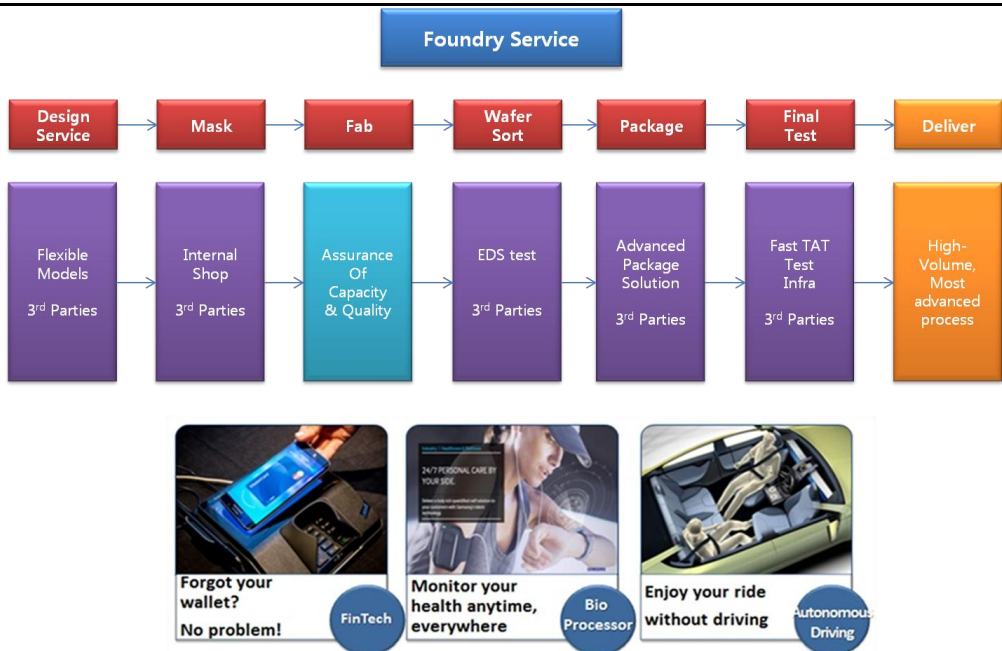 Foundry Service
Design
Service
Mask
Fab
Wafer
Sort
Package
Final
Test
Deliver
Flexible
Models
3rd Parties
Internal
Shop
3rd Parties
Assurance
Of
Capacity
& Quality
EDS test
3rd Parties
Advanced
Package
Solution
3rd Parties
Fast TAT
Test
Infra
3rd Parties
High-
Volume,
Most
advanced
process
24/7 PERSONAL CARE BY
YOUR SIDE.
Forgot your
wallet?
No problem!
FinTech
Monitor your
health anytime,
everywhere
Bio
Processor
Enjoy your ride
without driving
Autonomous
Driving